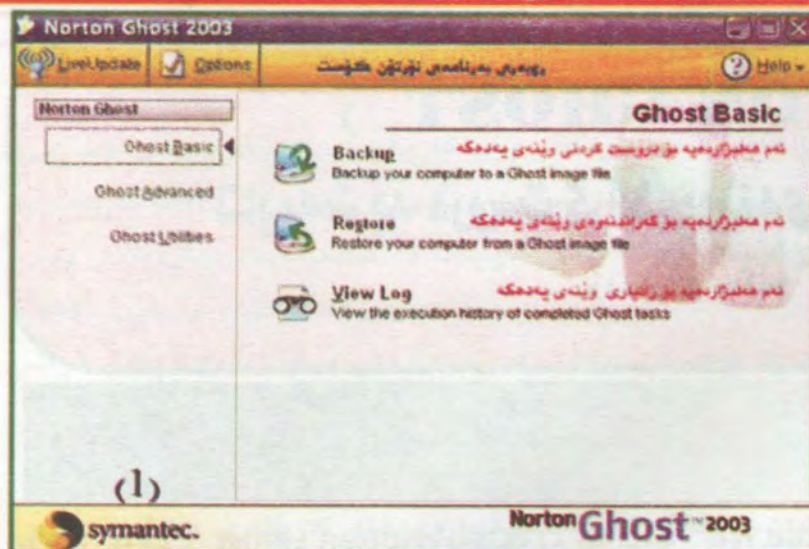 Norton Ghost 2003
LiveUpdate Options ڕووبەری بەرنامەی نۆرتۆن گۆست Help
Norton Ghost
Ghost Basic
Ghost Advanced
Ghost Utilities
Ghost Basic
Backup ئەم هەڵبژاردەیە بۆ دروست کردنی وێنەی یەدەکە
Backup your computer to a Ghost image file
Restore ئەم هەڵبژاردەیە بۆ گەراندنەوەی وێنەی یەدەکە
Restore your computer from a Ghost image file
View Log ئەم هەڵبژاردەیە بۆ زانیاری وێنەی یەدەکە
View the execution history of completed Ghost tasks
(1)
symantec.
Norton Ghost™ 2003